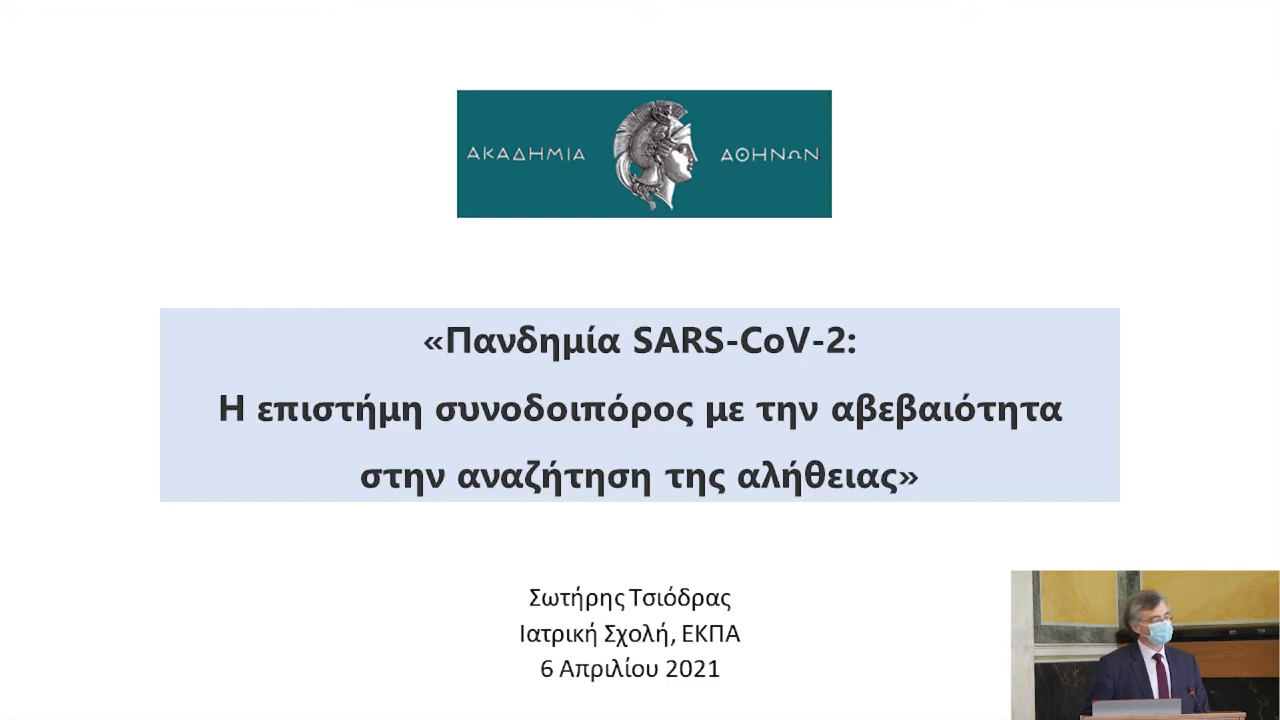 ΑΚΑΔΗΜΙΑ ΑΘΗΝΩΝ
«Πανδημία SARS-CoV-2:
Η επιστήμη συνοδοιπόρος με την αβεβαιότητα
στην αναζήτηση της αλήθειας»
Σωτήρης Τσιόδρας
Ιατρική Σχολή, ΕΚΠΑ
6 Απριλίου 2021